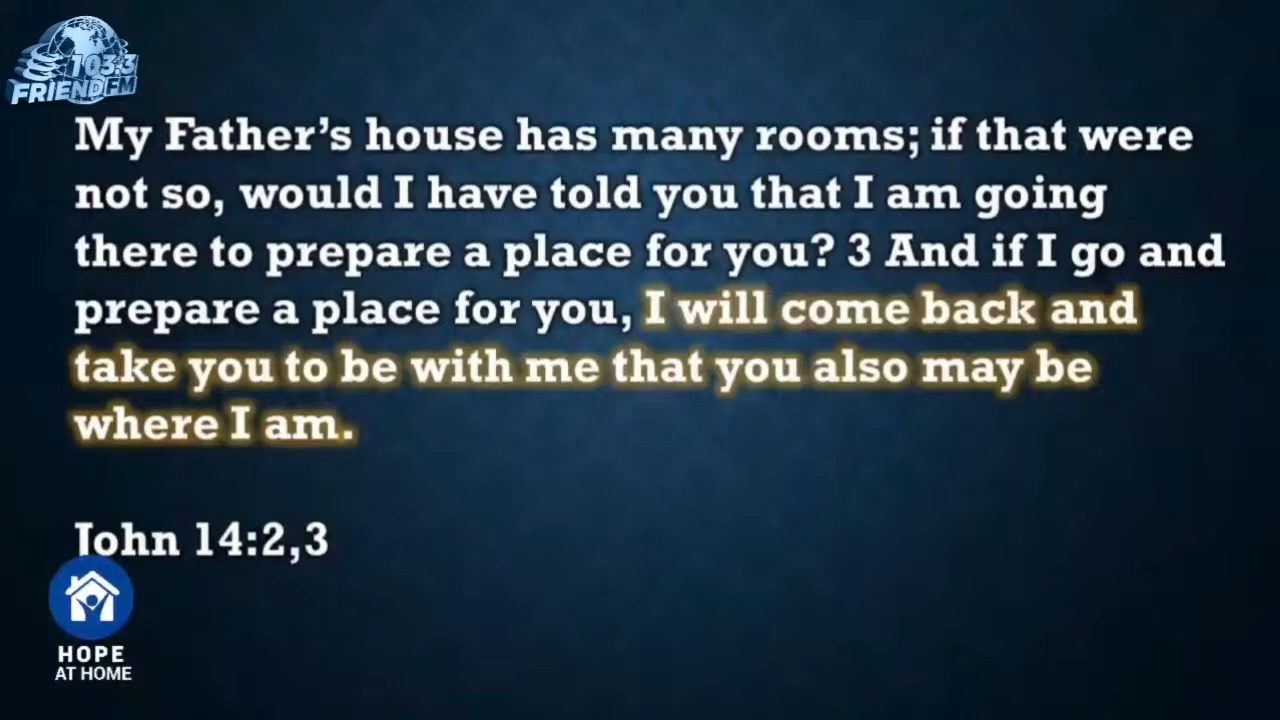 103.3
FRIEND FM
My Father's house has many rooms; if that were
not so, would I have told you that I am going
there to prepare a place for you? 3 And if I go and
prepare a place for you, I will come back and
take you to be with me that you also may be
where I am.
John 14:2,3
HOPE
AT HOME